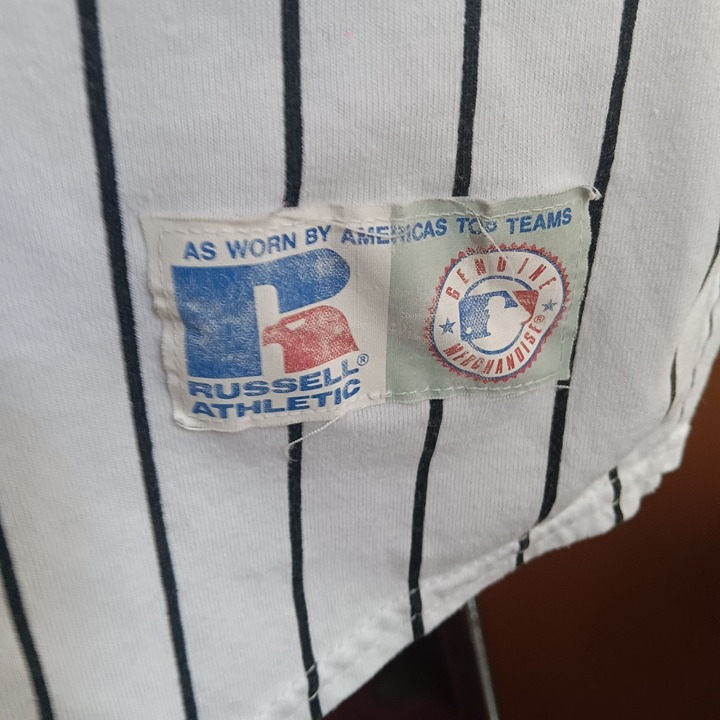 AS WORN BY AMERICAS TOP TEAMS
RUSSELL®
ATHLETIC
GENUINE
MERCHANDISE®